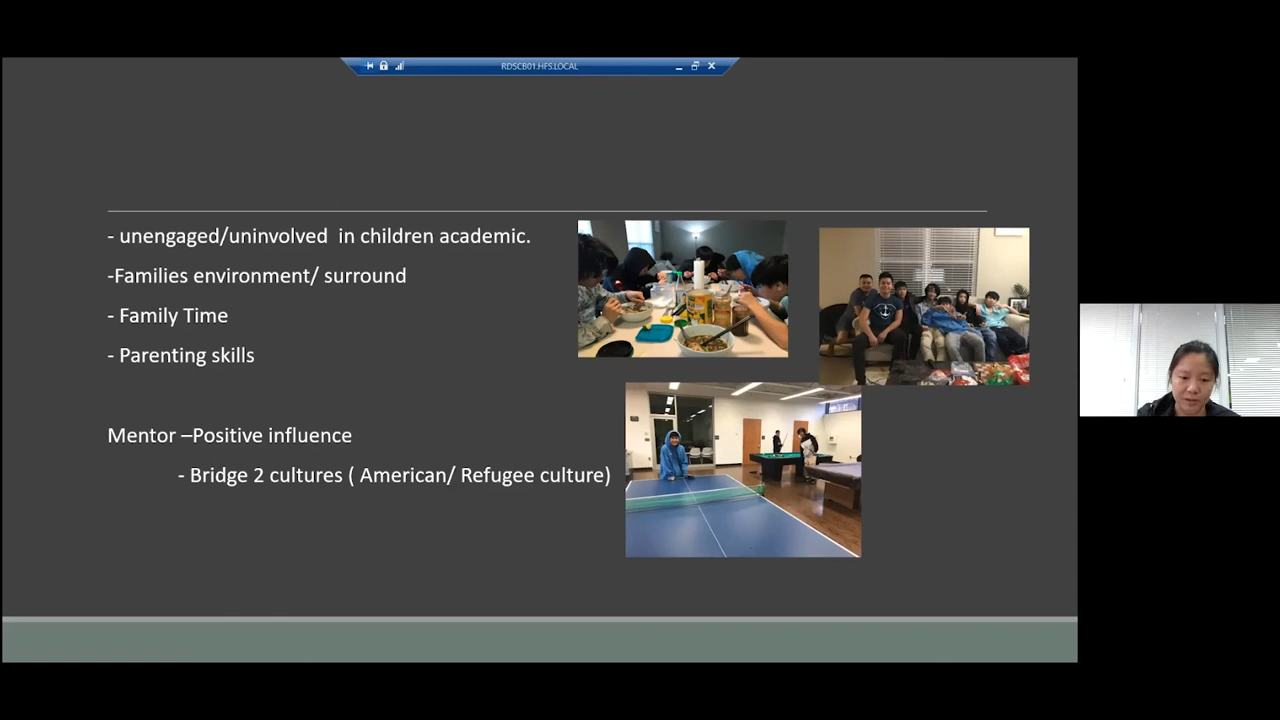 RDSCB01.HFS.LOCAL
- unengaged/uninvolved in children academic.
-Families environment/ surround
- Family Time
- Parenting skills
Mentor –Positive influence
- Bridge 2 cultures ( American/ Refugee culture)